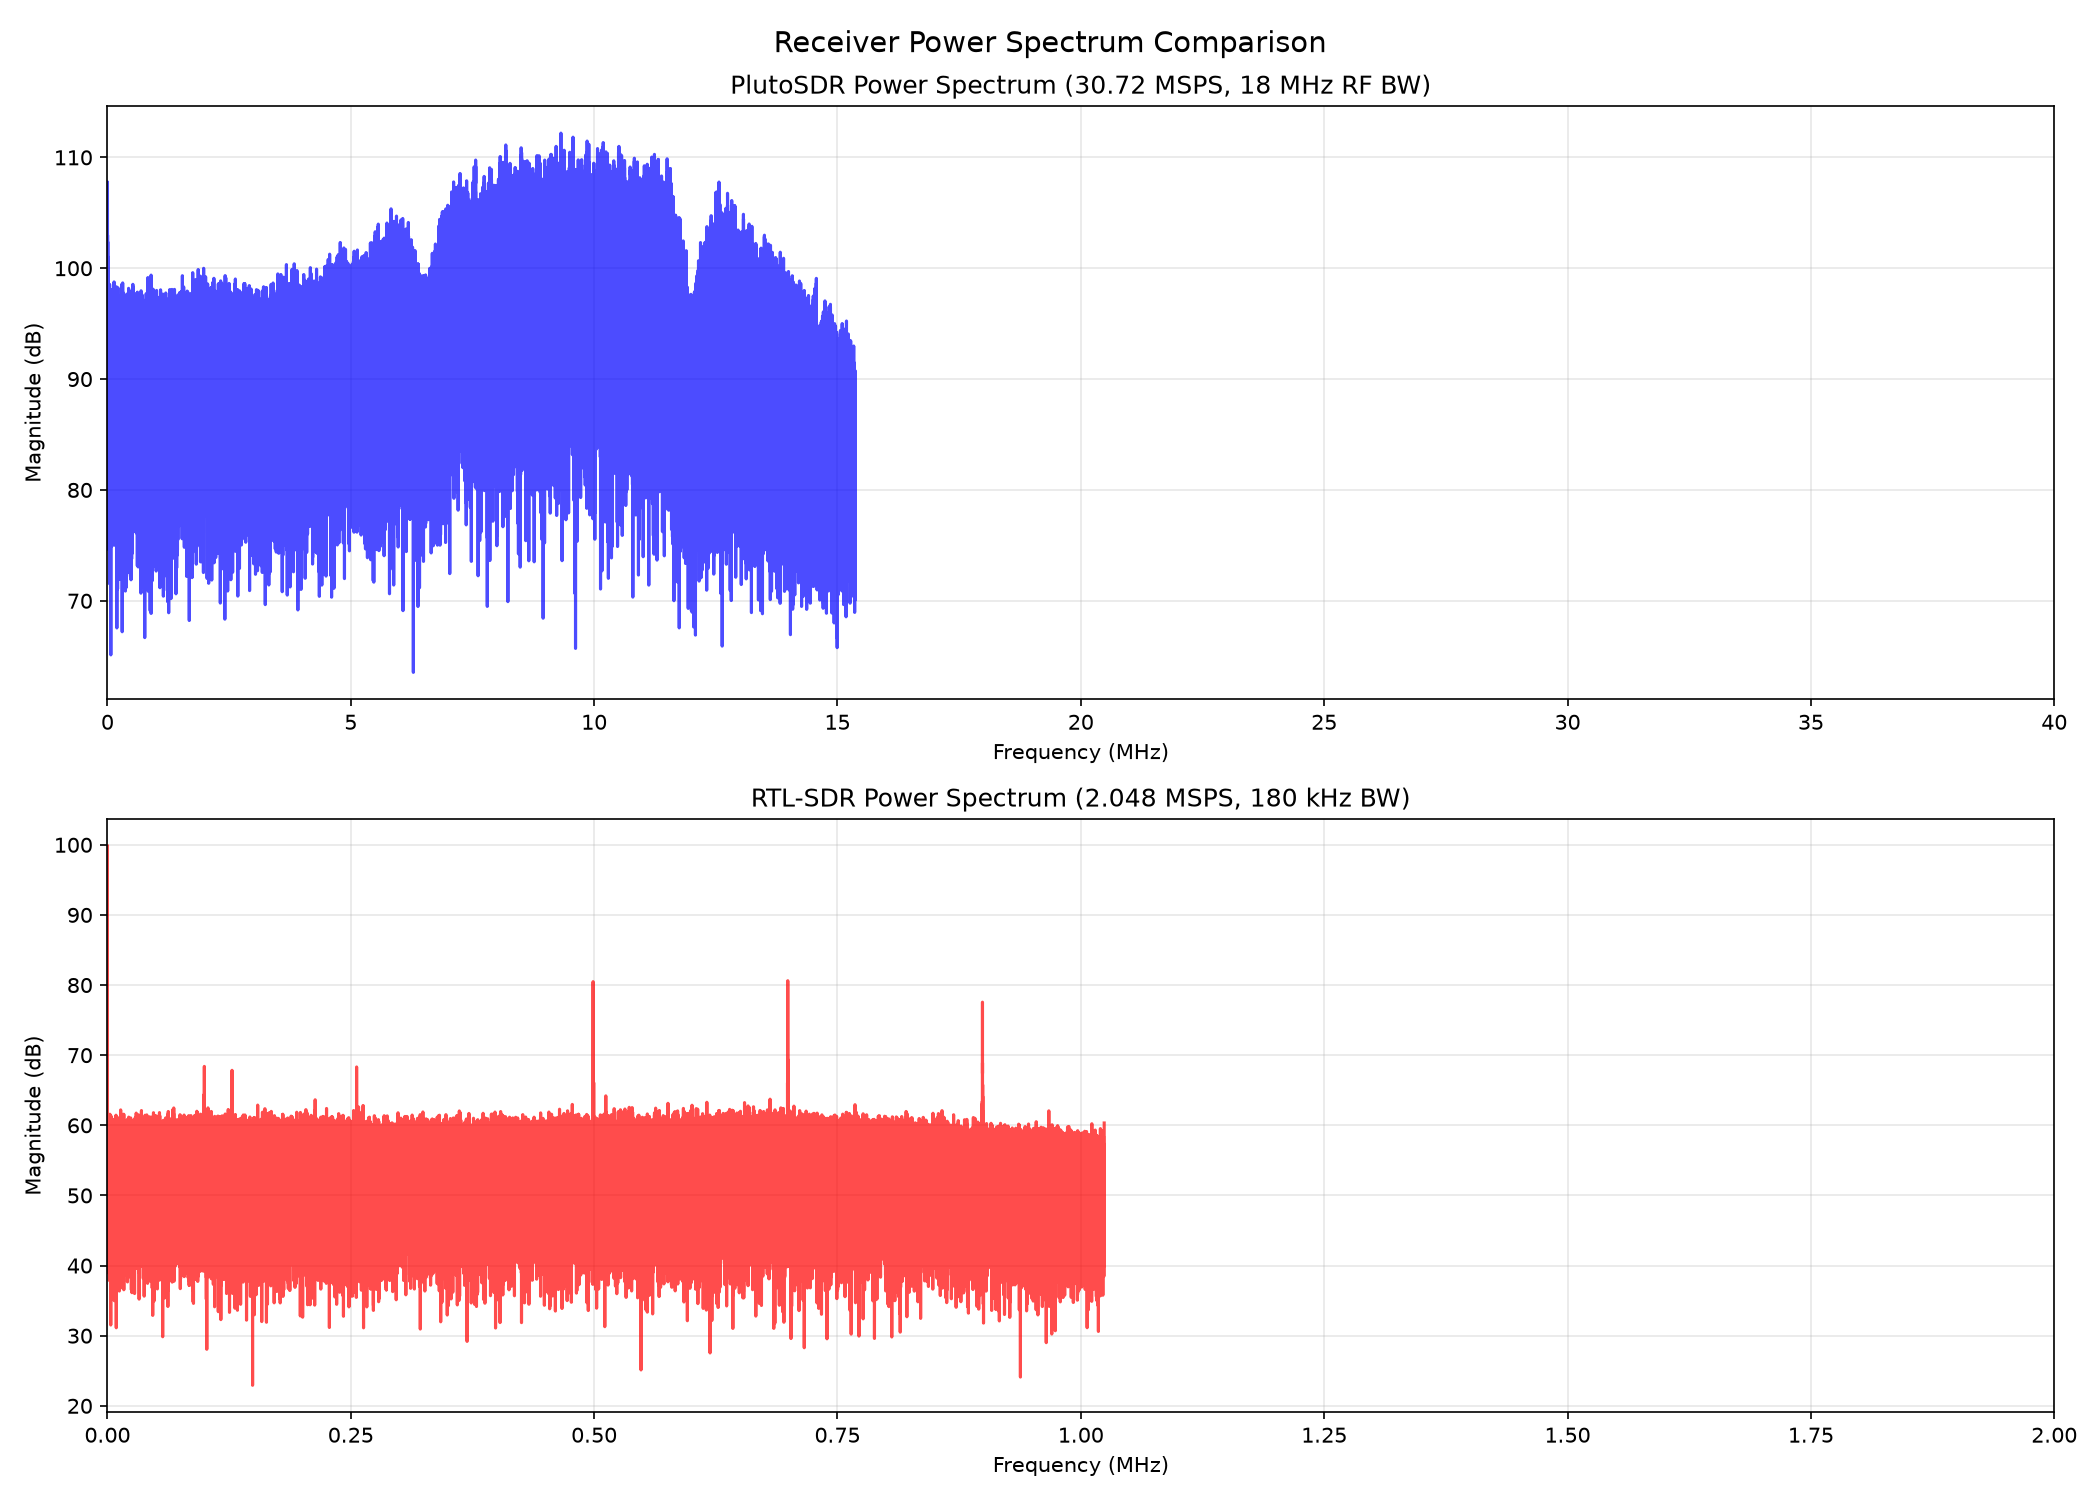 Receiver Power Spectrum Comparison
PlutoSDR Power Spectrum (30.72 MSPS, 18 MHz RF BW)
Magnitude (dB)
110
100
90
80
70
0 5 10 15 20 25 30 35 40
Frequency (MHz)
RTL-SDR Power Spectrum (2.048 MSPS, 180 kHz BW)
Magnitude (dB)
100
90
80
70
60
50
40
30
20
0.00 0.25 0.50 0.75 1.00 1.25 1.50 1.75 2.00
Frequency (MHz)